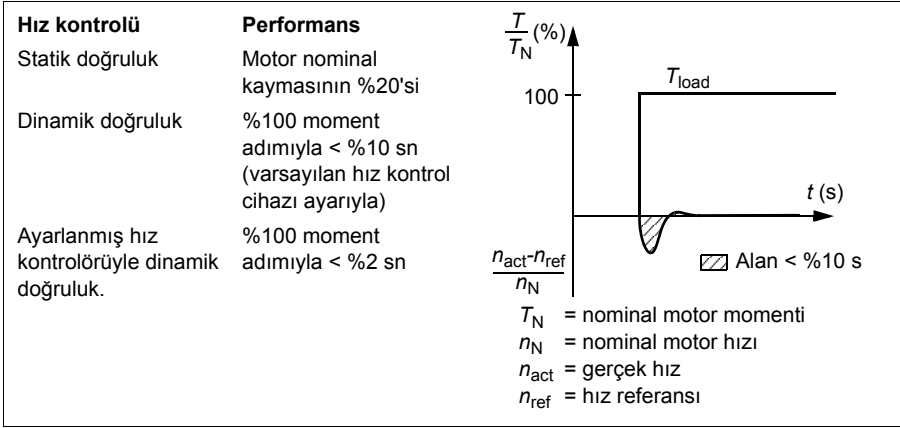 Hız kontrolü Performans
Statik doğruluk Motor nominal
kaymasının %20'si
Dinamik doğruluk %100 moment
adımıyla < %10 sn
(varsayılan hız kontrol
cihazı ayarıyla)
Ayarlanmış hız %100 moment
kontrolörüyle dinamik adımıyla < %2 sn
doğruluk.
T
T_N (%)
T_load
100
t (s)
n_act-n_ref
n_N
Alan < %10 s
T_N = nominal motor momenti
n_N = nominal motor hızı
n_act = gerçek hız
n_ref = hız referansı